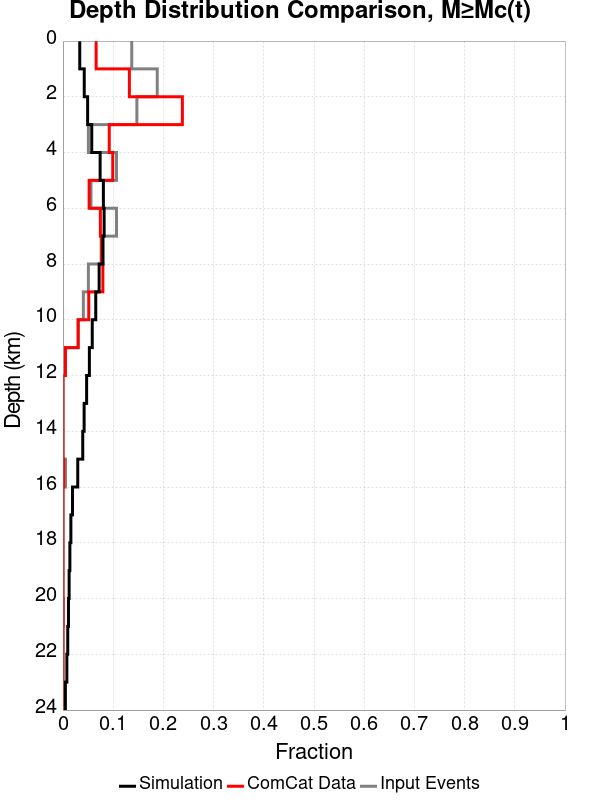 Depth Distribution Comparison, M≥Mc(t)
0
2
4
6
8
10
12
14
16
18
20
22
24
Depth (km)
0 0.1 0.2 0.3 0.4 0.5 0.6 0.7 0.8 0.9 1
Fraction
Simulation ComCat Data Input Events